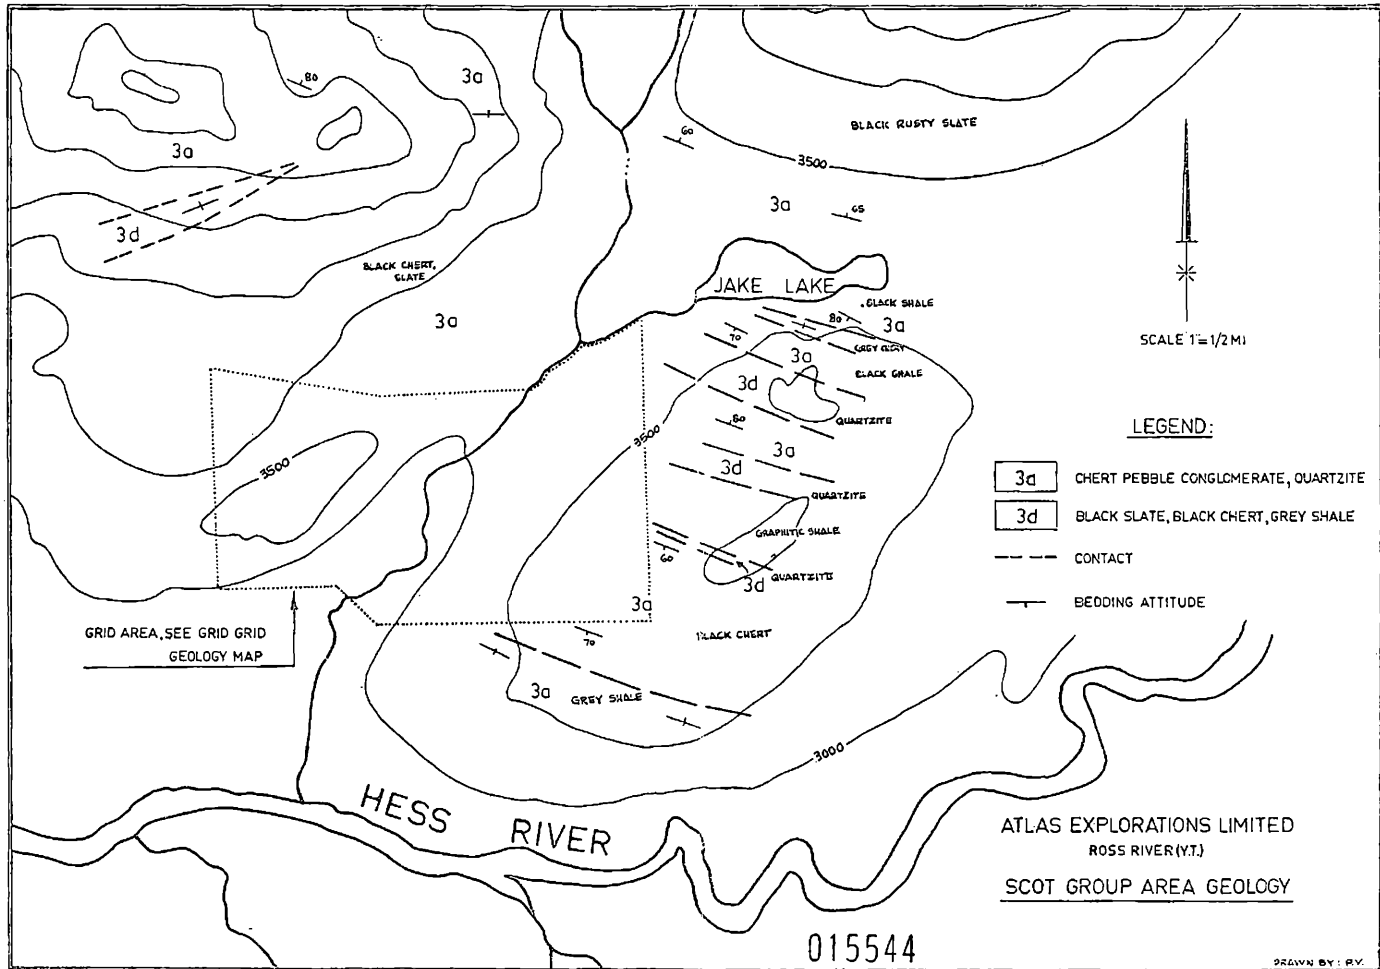 80
3a
3a
BLACK RUSTY SLATE
60
3500
3a
65
3d
BLACK CHERT,
SLATE
3a
JAKE LAKE
BLACK SHALE
80
3a
70
GREY CHERT
3a
BLACK SHALE
3d
QUARTZITE
80
3500
3a
3d
QUARTZITE
3500
GRAPHITIC SHALE
60
QUARTZITE
3d
3a
BLACK CHERT
70
3a
GREY SHALE
3000
GRID AREA, SEE GRID GRID
GEOLOGY MAP
HESS RIVER
SCALE 1"=1/2 MI
LEGEND:
3a CHERT PEBBLE CONGLOMERATE, QUARTZITE
3d BLACK SLATE, BLACK CHERT, GREY SHALE
CONTACT
BEDDING ATTITUDE
ATLAS EXPLORATIONS LIMITED
ROSS RIVER (Y.T.)
SCOT GROUP AREA GEOLOGY
015544
DRAWN BY: P.V.